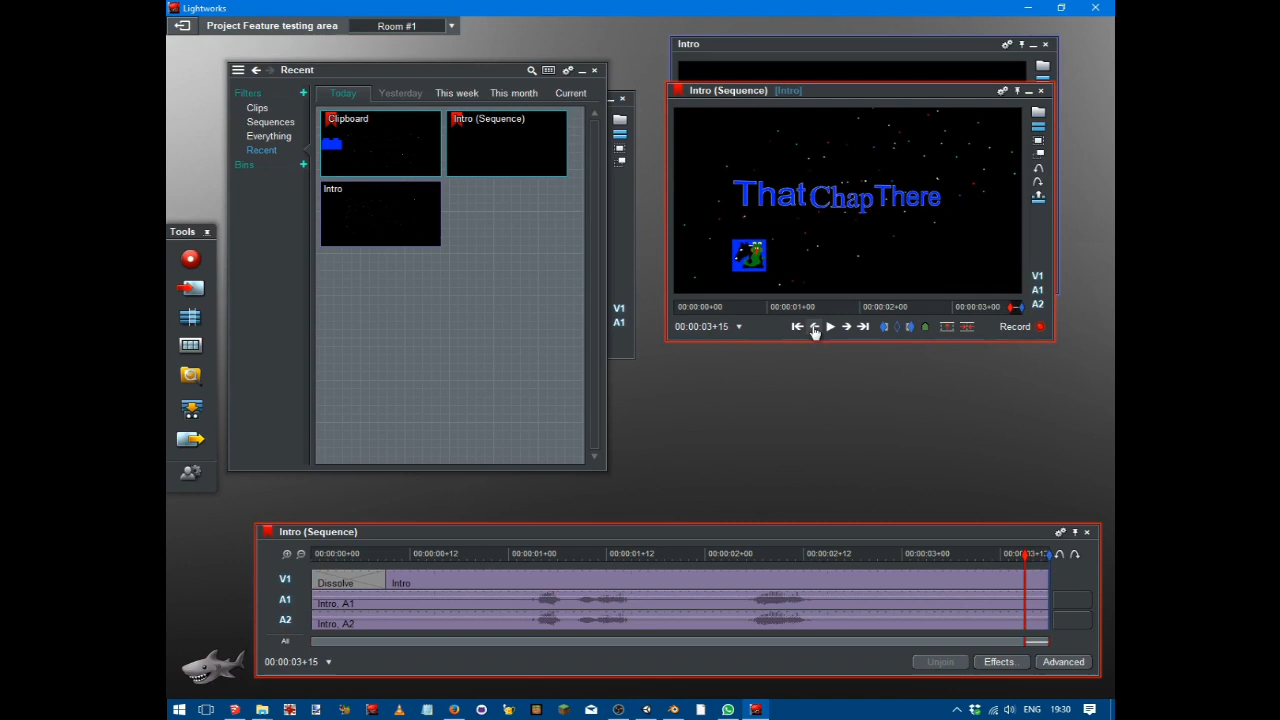 Lightworks
Project Feature testing area
Room #1
Intro
Recent
Filters
Today
Yesterday
This week
This month
Current
Clips
Sequences
Everything
Recent
Bins
Clipboard
Intro (Sequence)
Intro
Tools
V1
A1
Intro (Sequence) [Intro]
That Chap There
V1
A1
A2
00:00:00+00
00:00:01+00
00:00:02+00
00:00:03+00
00:00:03+15
Record
Intro (Sequence)
00:00:00+00
00:00:00+12
00:00:01+00
00:00:01+12
00:00:02+00
00:00:02+12
00:00:03+00
V1
Dissolve
Intro
A1
Intro, A1
A2
Intro, A2
All
00:00:03+15
Unjoin
Effects..
Advanced
ENG
19:30